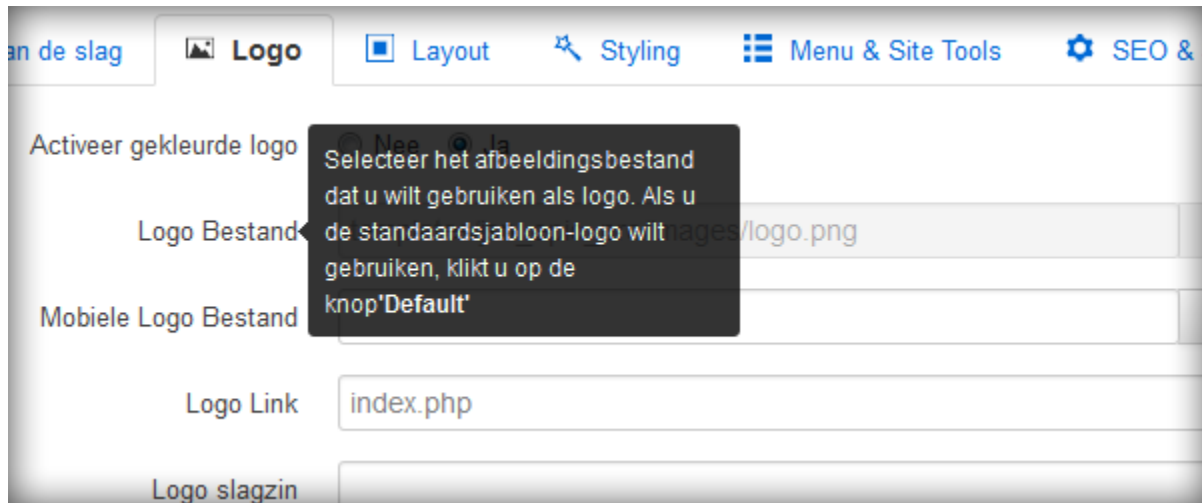 an de slag Logo Layout Styling Menu & Site Tools SEO &
Activeer gekleurde logo Nee Ja
Selecteer het afbeeldingsbestand
dat u wilt gebruiken als logo. Als u
Logo Bestand de standaardsjabloon-logo wilt ages/logo.png
gebruiken, klikt u op de
knop'Default'
Mobiele Logo Bestand
Logo Link index.php
Logo slagzin